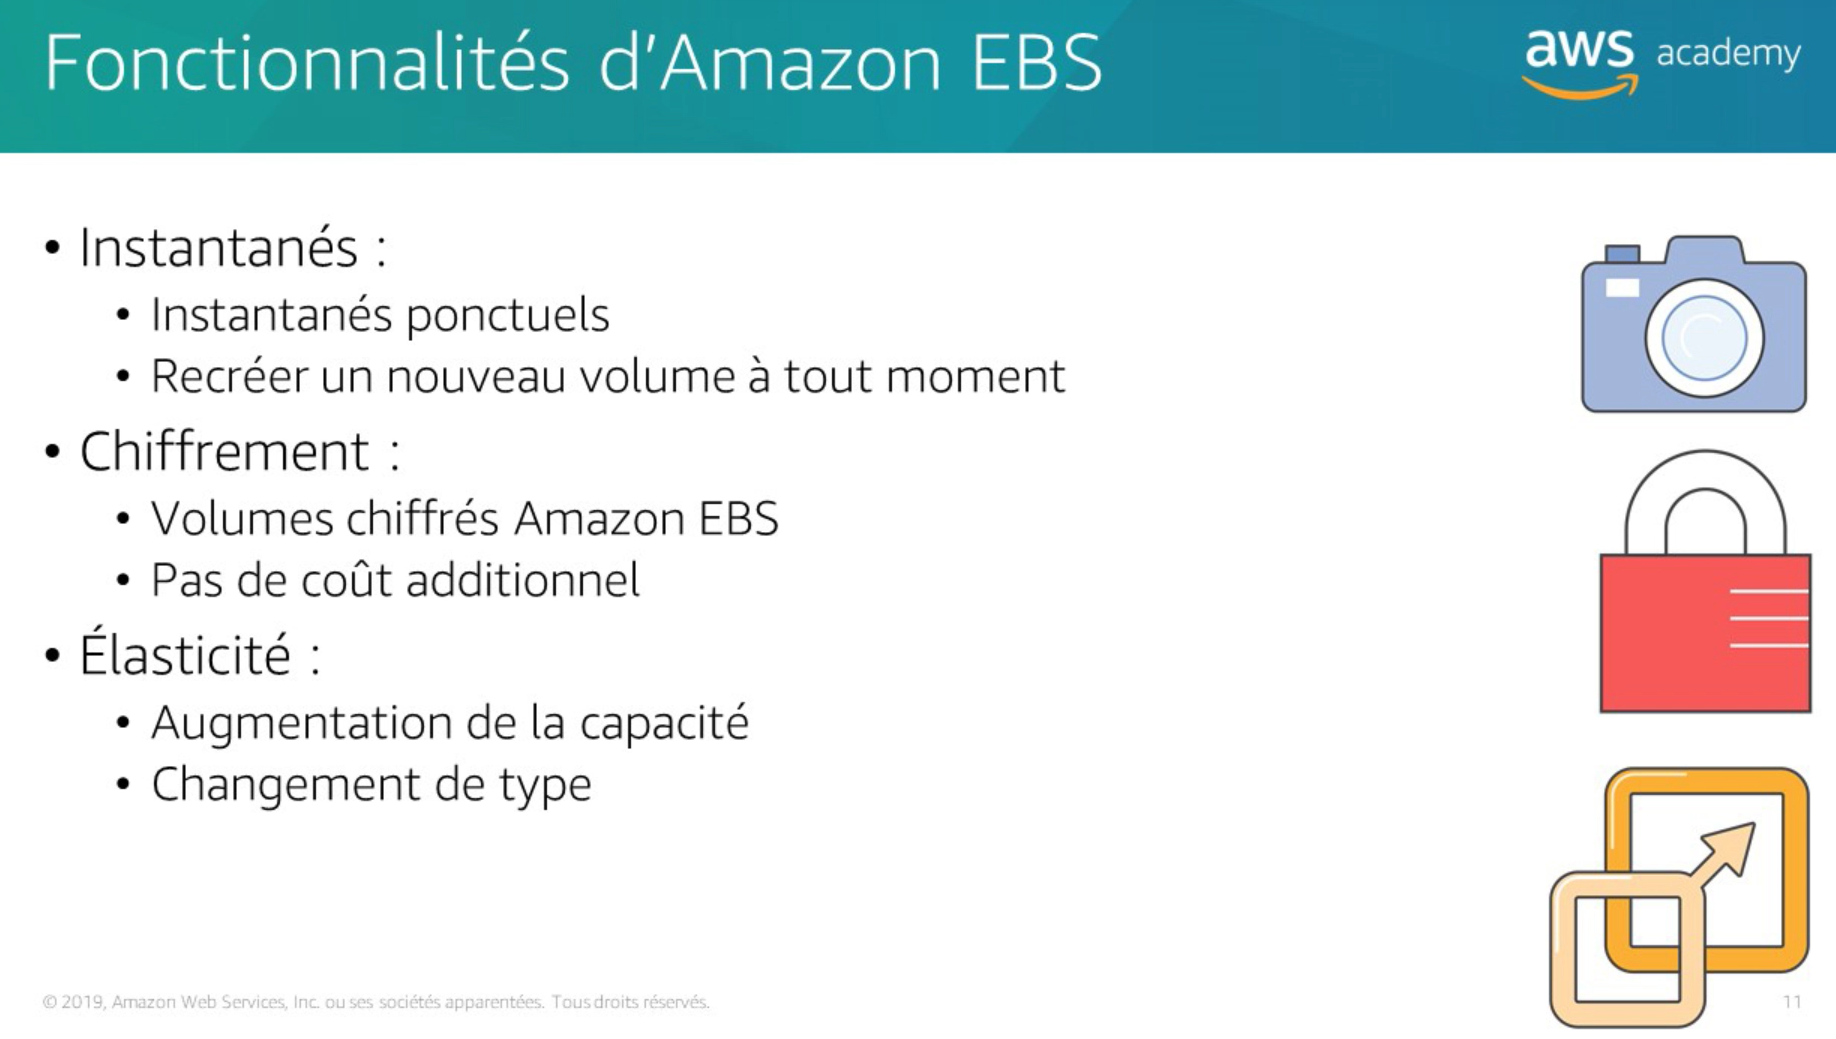 Fonctionnalités d'Amazon EBS
aws academy
• Instantanés :
• Instantanés ponctuels
• Recréer un nouveau volume à tout moment
• Chiffrement :
• Volumes chiffrés Amazon EBS
• Pas de coût additionnel
• Élasticité :
• Augmentation de la capacité
• Changement de type
© 2019, Amazon Web Services, Inc. ou ses sociétés apparentées. Tous droits réservés.
11